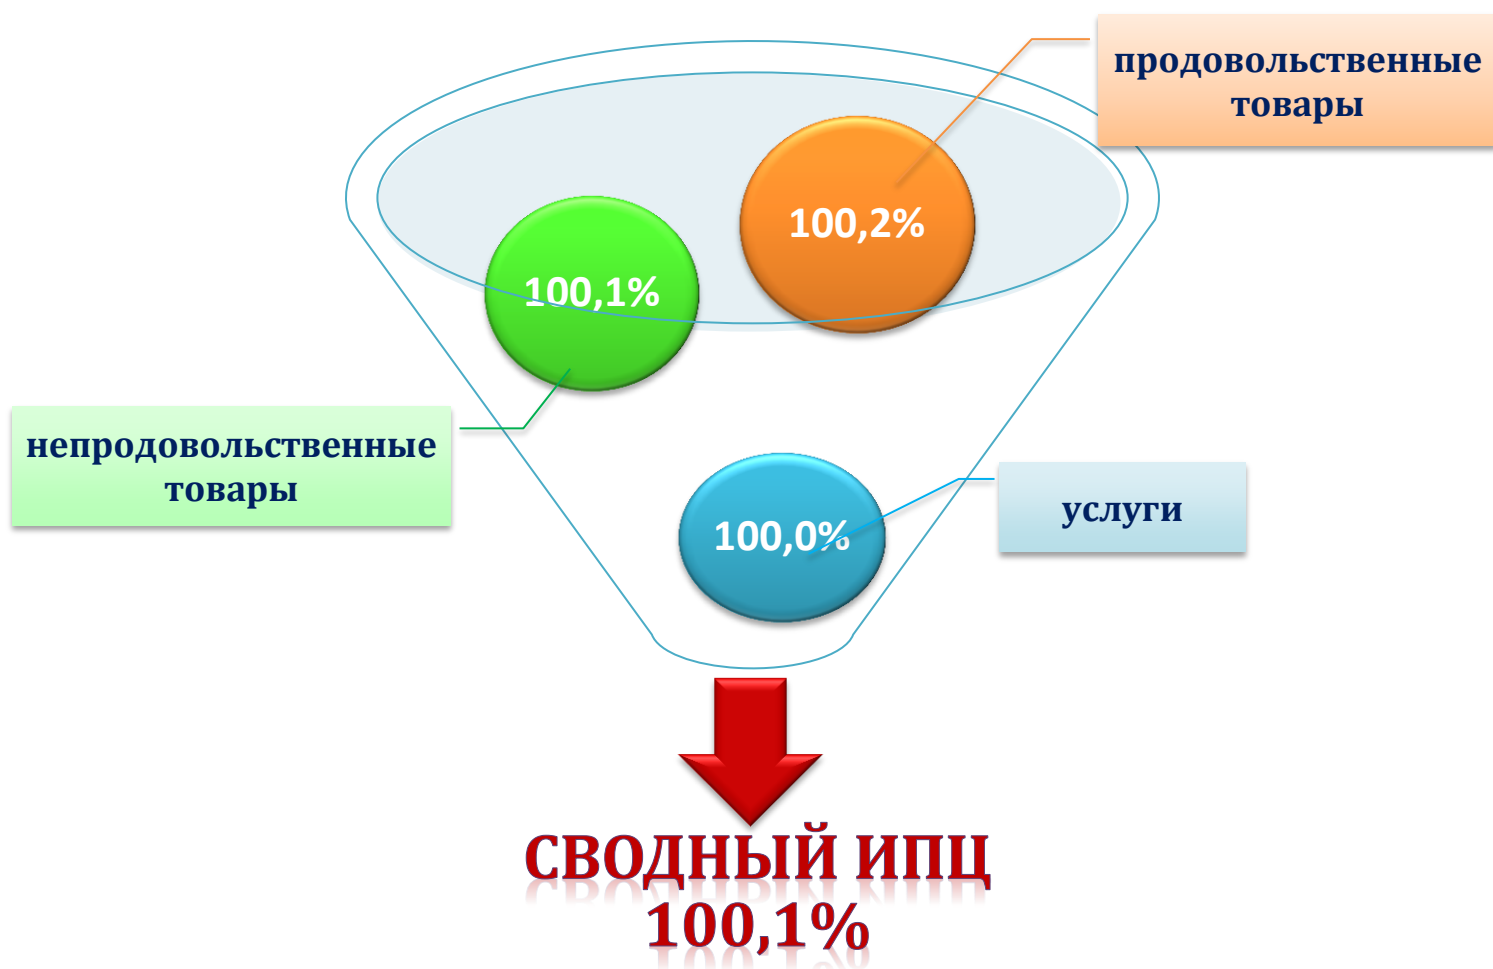 продовольственные
товары
100,2%
100,1%
непродовольственные
товары
услуги
100,0%
СВОДНЫЙ ИПЦ
100,1%